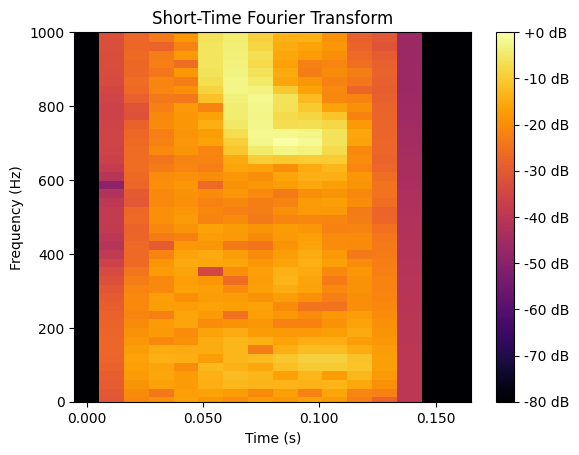 Short-Time Fourier Transform
1000
800
600
400
200
0
Frequency (Hz)
0.000
0.050
0.100
0.150
Time (s)
+0 dB
-10 dB
-20 dB
-30 dB
-40 dB
-50 dB
-60 dB
-70 dB
-80 dB